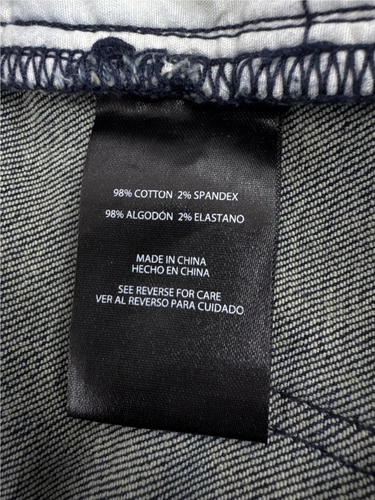 98% COTTON 2% SPANDEX
98% ALGODÓN 2% ELASTANO
MADE IN CHINA
HECHO EN CHINA
SEE REVERSE FOR CARE
VER AL REVERSO PARA CUIDADO